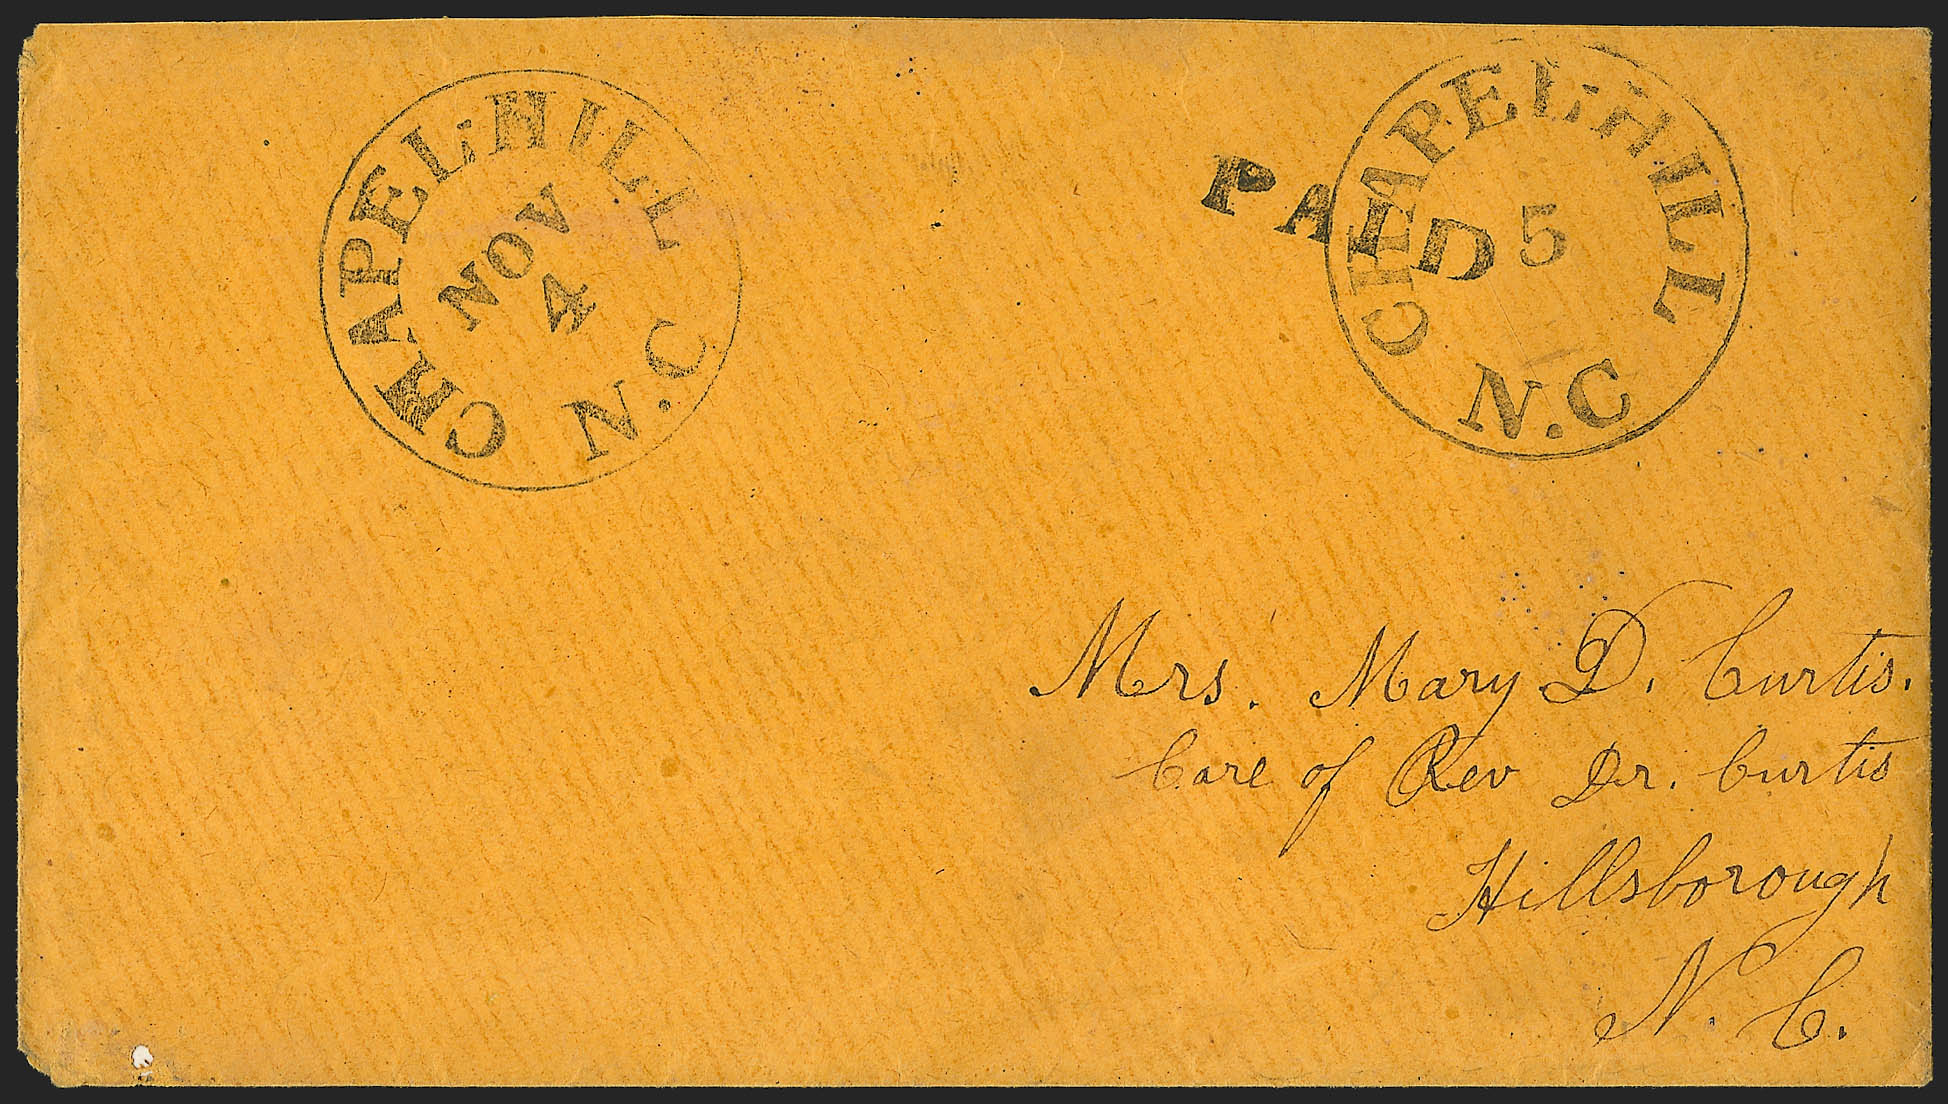 CHAPEL HILL
NOV
4
N.C
PAID
CHAPEL HILL
5
N.C
Mrs. Mary D. Curtis.
Care of Rev Dr. Curtis
Hillsborough
N. C.